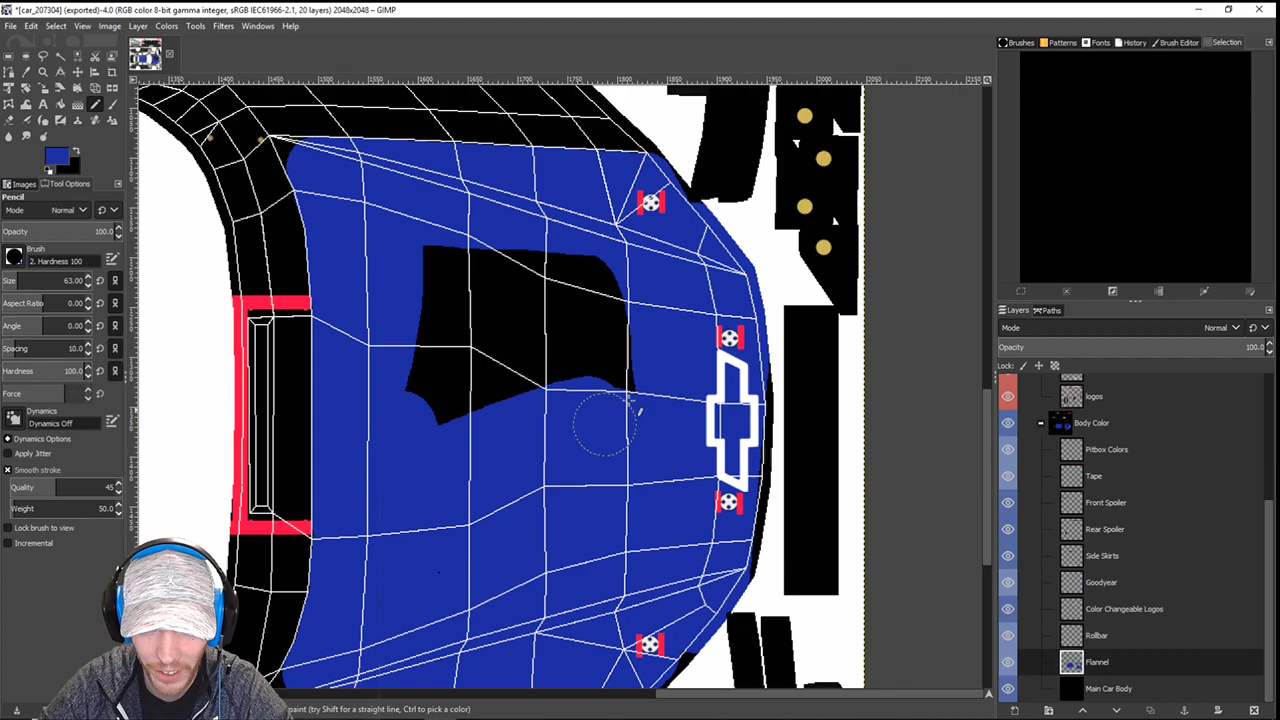 *[car_207304] (exported)-4.0 (RGB color 8-bit gamma integer, sRGB IEC61966-2.1, 20 layers) 2048x2048 – GIMP
File Edit Select View Image Layer Colors Tools Filters Windows Help
Brushes Patterns Fonts History Brush Editor Selection
Images Tool Options
Pencil
Mode Normal
Opacity 100.0
Brush
2. Hardness 100
Size 63.00
Aspect Ratio 0.00
Angle 0.00
Spacing 10.0
Hardness 100.0
Force
Dynamics
Dynamics Off
Dynamics Options
Apply Jitter
Smooth stroke
Quality 45
Weight 50.0
Lock brush to view
Incremental
Layers Paths
Mode Normal
Opacity 100.0
Lock:
logos
Body Color
Pitbox Colors
Tape
Front Spoiler
Rear Spoiler
Side Skirts
Goodyear
Color Changeable Logos
Rollbar
Flannel
Main Car Body
paint (try Shift for a straight line, Ctrl to pick a color)